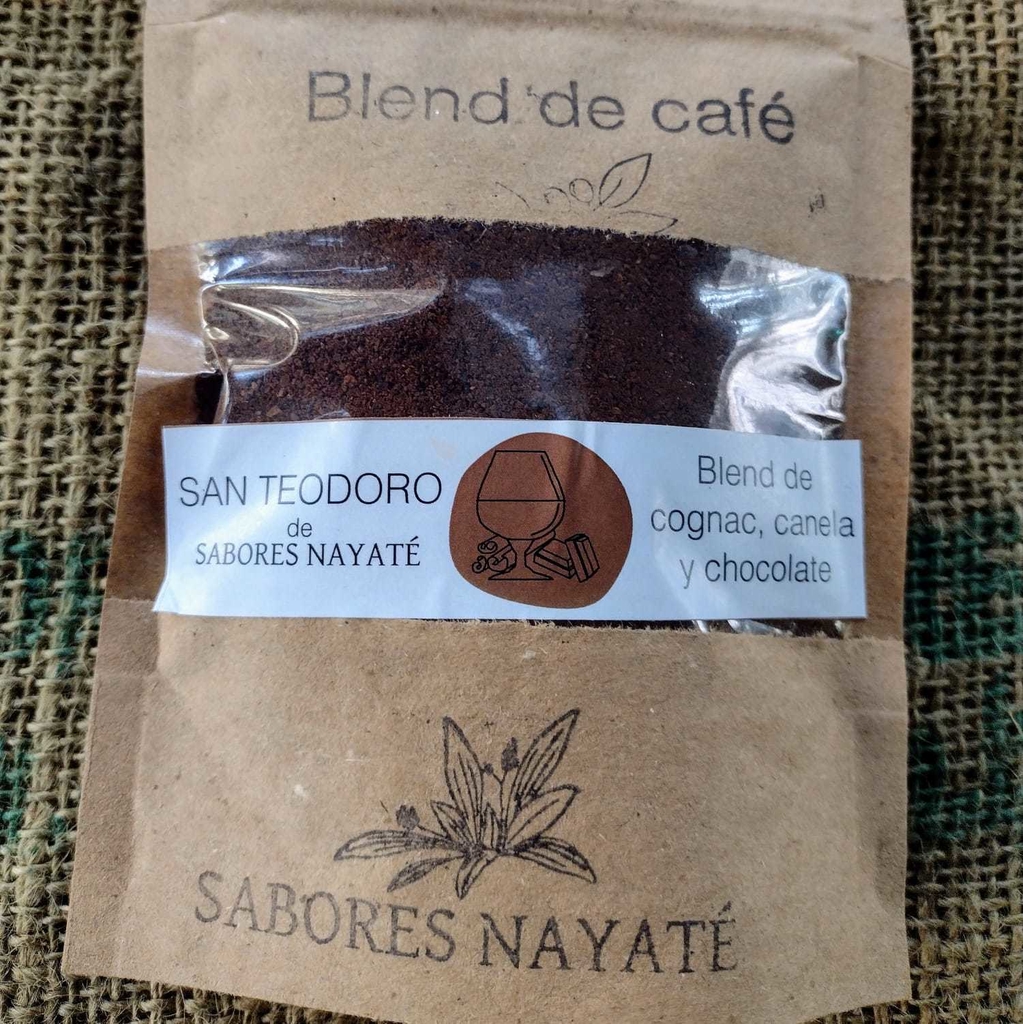 Blend de café
SAN TEODORO
de
SABORES NAYATÉ
Blend de
cognac, canela
y chocolate
SABORES NAYATÉ